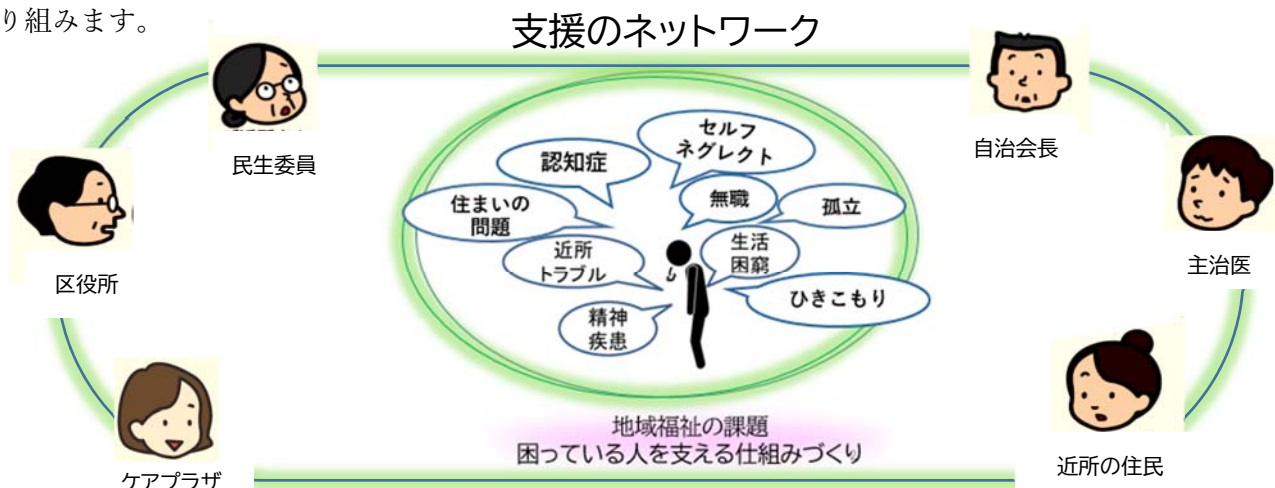 り組みます。
支援のネットワーク
民生委員
自治会長
区役所
主治医
ケアプラザ
近所の住民
セルフ
ネグレクト
認知症
無職
孤立
住まいの
問題
生活
困窮
近所
トラブル
ひきこもり
精神
疾患
地域福祉の課題
困っている人を支える仕組みづくり